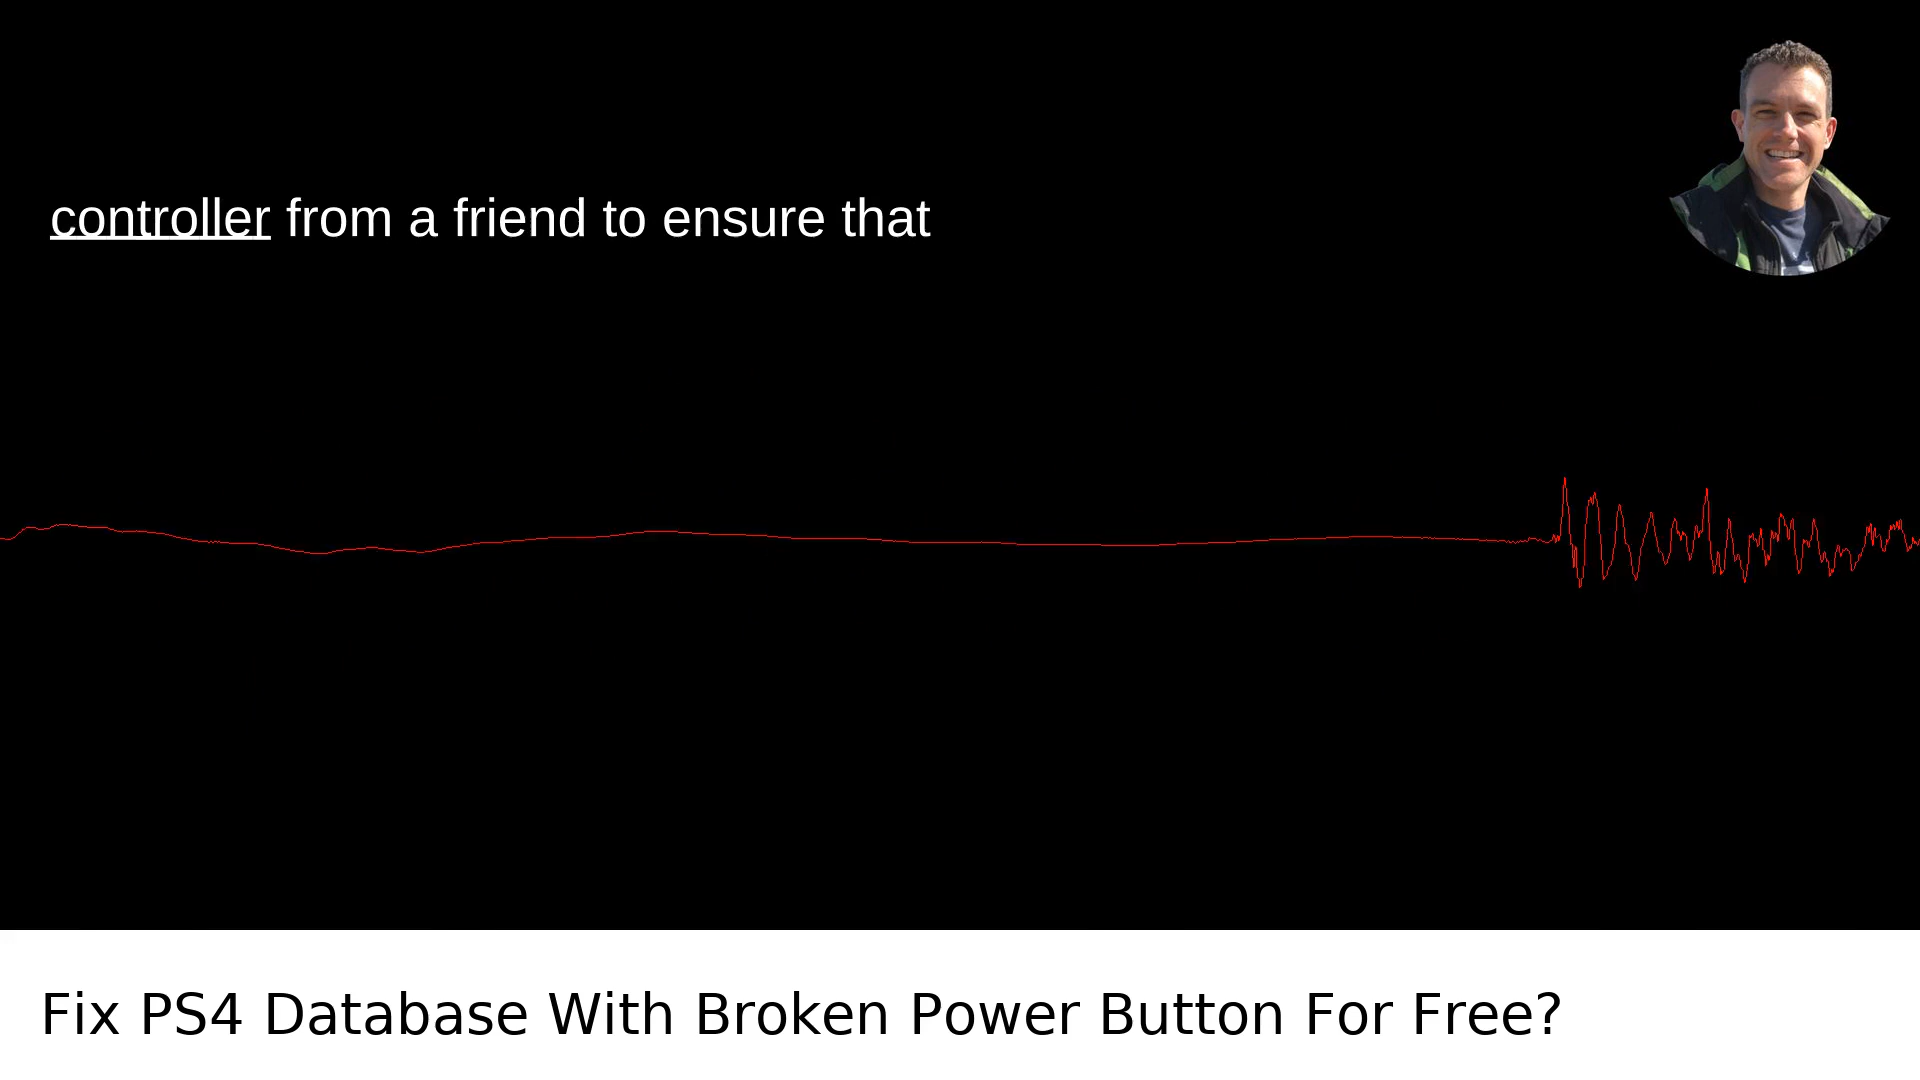 controller from a friend to ensure that
Fix PS4 Database With Broken Power Button For Free?